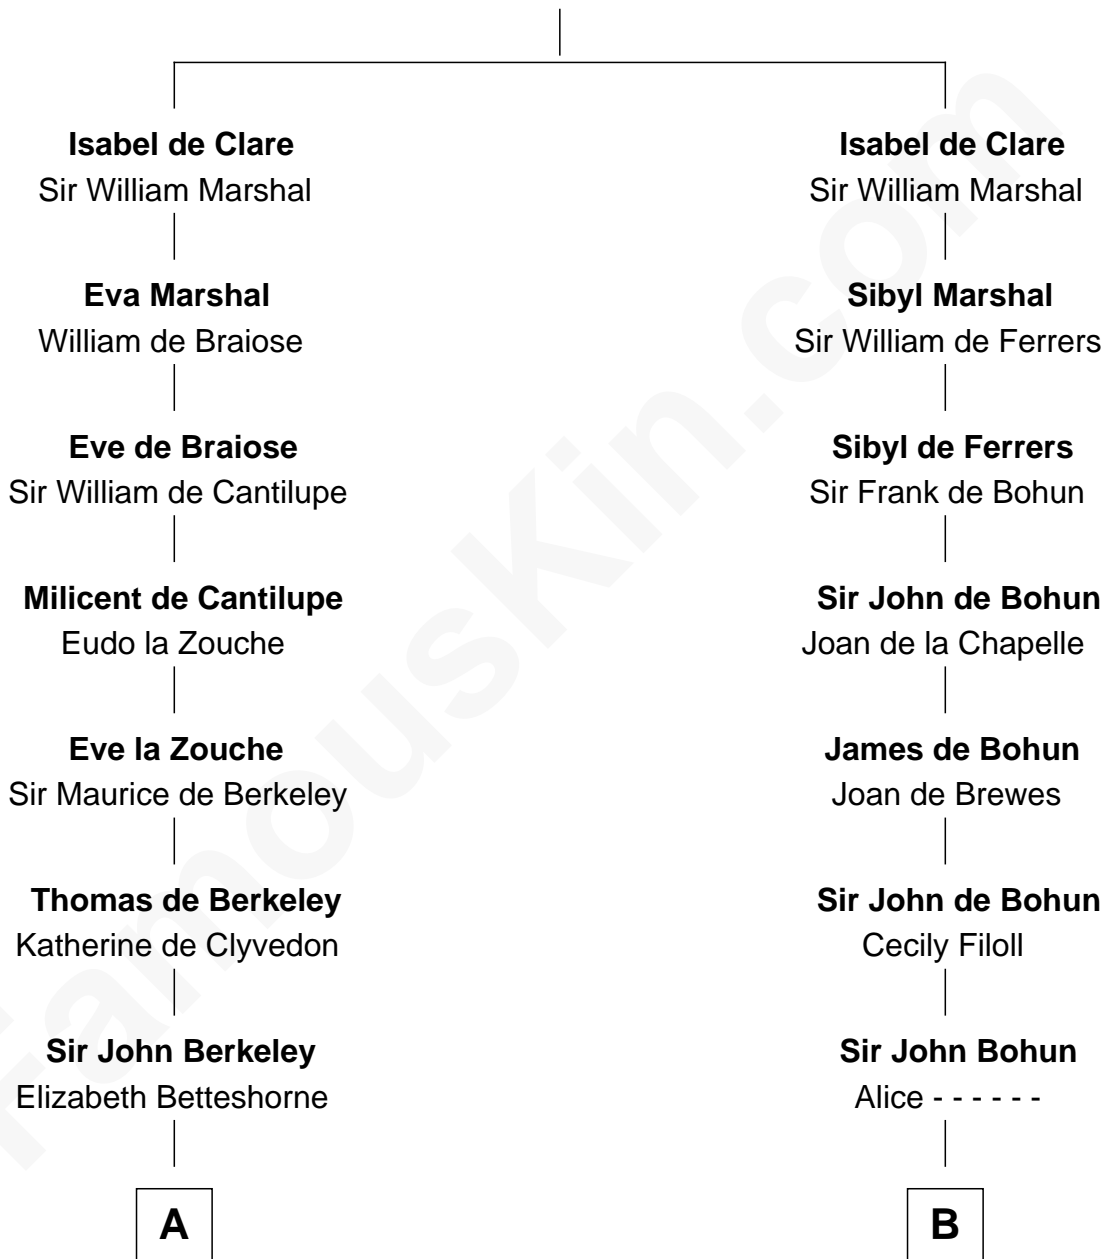 Isabel de Clare
Sir William Marshal
Eva Marshal
William de Braiose
Eve de Braiose
Sir William de Cantilupe
Milicent de Cantilupe
Eudo la Zouche
Eve la Zouche
Sir Maurice de Berkeley
Thomas de Berkeley
Katherine de Clyvedon
Sir John Berkeley
Elizabeth Betteshorne
A
Isabel de Clare
Sir William Marshal
Sibyl Marshal
Sir William de Ferrers
Sibyl de Ferrers
Sir Frank de Bohun
Sir John de Bohun
Joan de la Chapelle
James de Bohun
Joan de Brewes
Sir John de Bohun
Cecily Filoll
Sir John Bohun
Alice - - - - - -
B
FamousKin.com